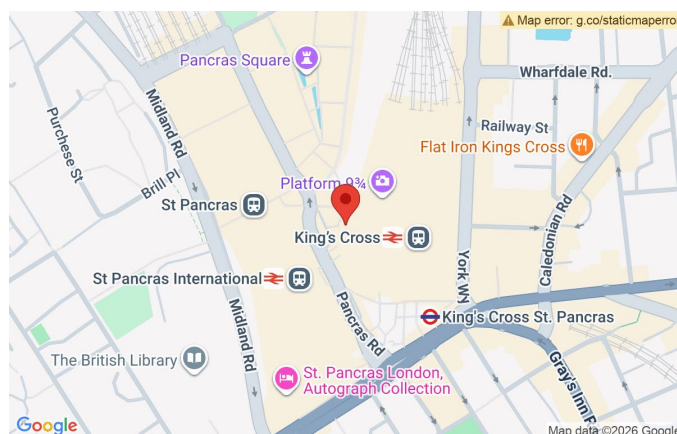 Map error: g.co/staticmaperro
Pancras Square
Wharfdale Rd.
Midland Rd
Purchese St
Railway St
Flat Iron Kings Cross
Brill Pl
Platform 9¾
St Pancras
King's Cross
Caledonian Rd
York Wy
St Pancras International
Pancras Rd
Midland Rd
King's Cross St. Pancras
The British Library
St. Pancras London,
Autograph Collection
Gray's Inn R
Google
Map data ©2026 Google